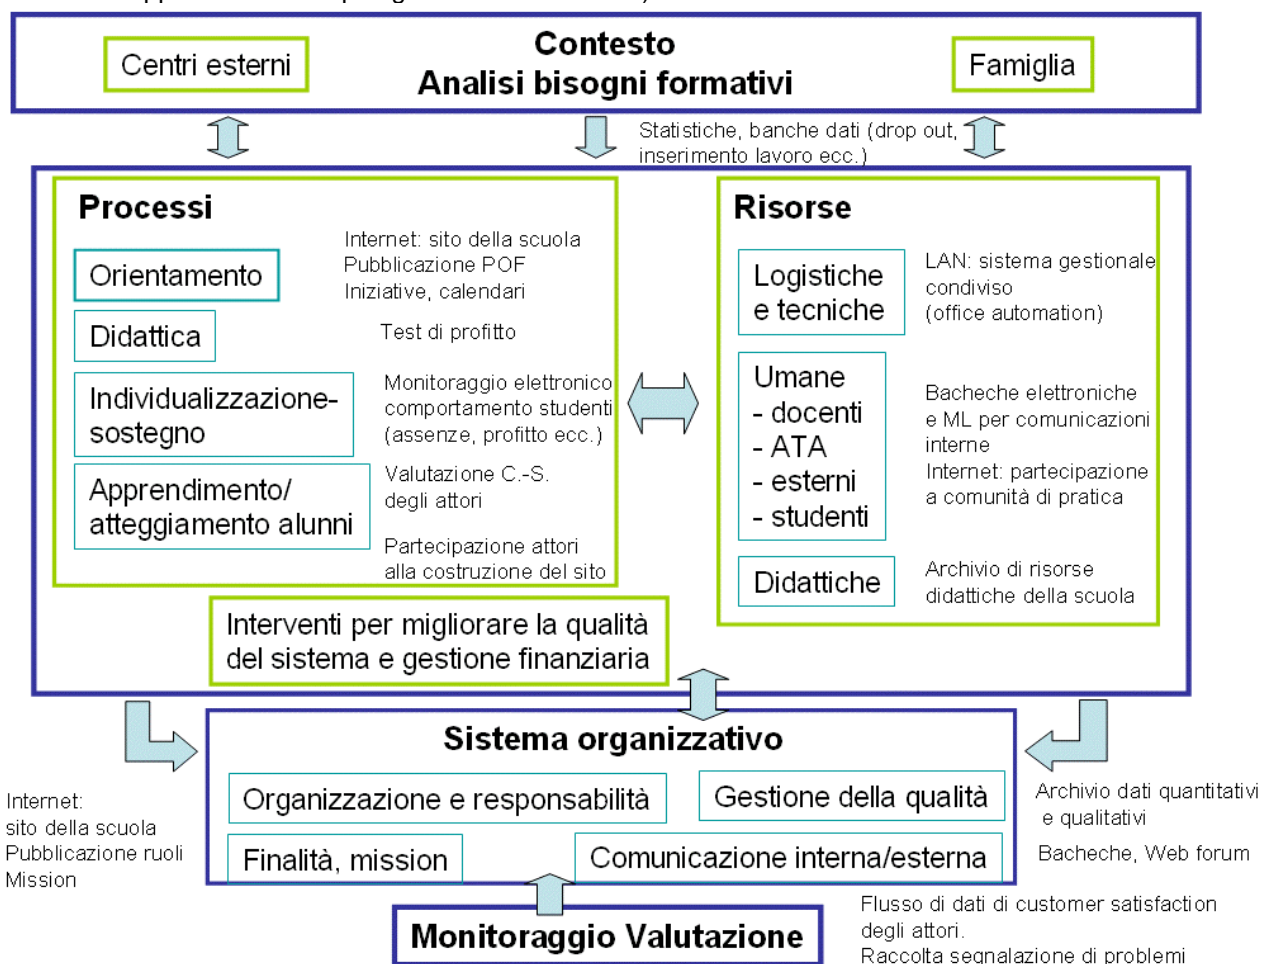 Contesto
Analisi bisogni formativi
Centri esterni
Famiglia
Statistiche, banche dati (drop out,
inserimento lavoro ecc.)
Processi
Orientamento
Internet: sito della scuola
Pubblicazione POF
Iniziative, calendari
Didattica
Test di profitto
Individualizzazione-
sostegno
Monitoraggio elettronico
comportamento studenti
(assenze, profitto ecc.)
Apprendimento/
atteggiamento alunni
Valutazione C.-S.
degli attori
Partecipazione attori
alla costruzione del sito
Risorse
Logistiche
e tecniche
LAN: sistema gestionale
condiviso
(office automation)
Umane
- docenti
- ATA
- esterni
- studenti
Bacheche elettroniche
e ML per comunicazioni
interne
Internet: partecipazione
a comunità di pratica
Didattiche
Archivio di risorse
didattiche della scuola
Interventi per migliorare la qualità
del sistema e gestione finanziaria
Sistema organizzativo
Organizzazione e responsabilità
Gestione della qualità
Finalità, mission
Comunicazione interna/esterna
Internet:
sito della scuola
Pubblicazione ruoli
Mission
Archivio dati quantitativi
e qualitativi
Bacheche, Web forum
Monitoraggio Valutazione
Flusso di dati di customer satisfaction
degli attori.
Raccolta segnalazione di problemi